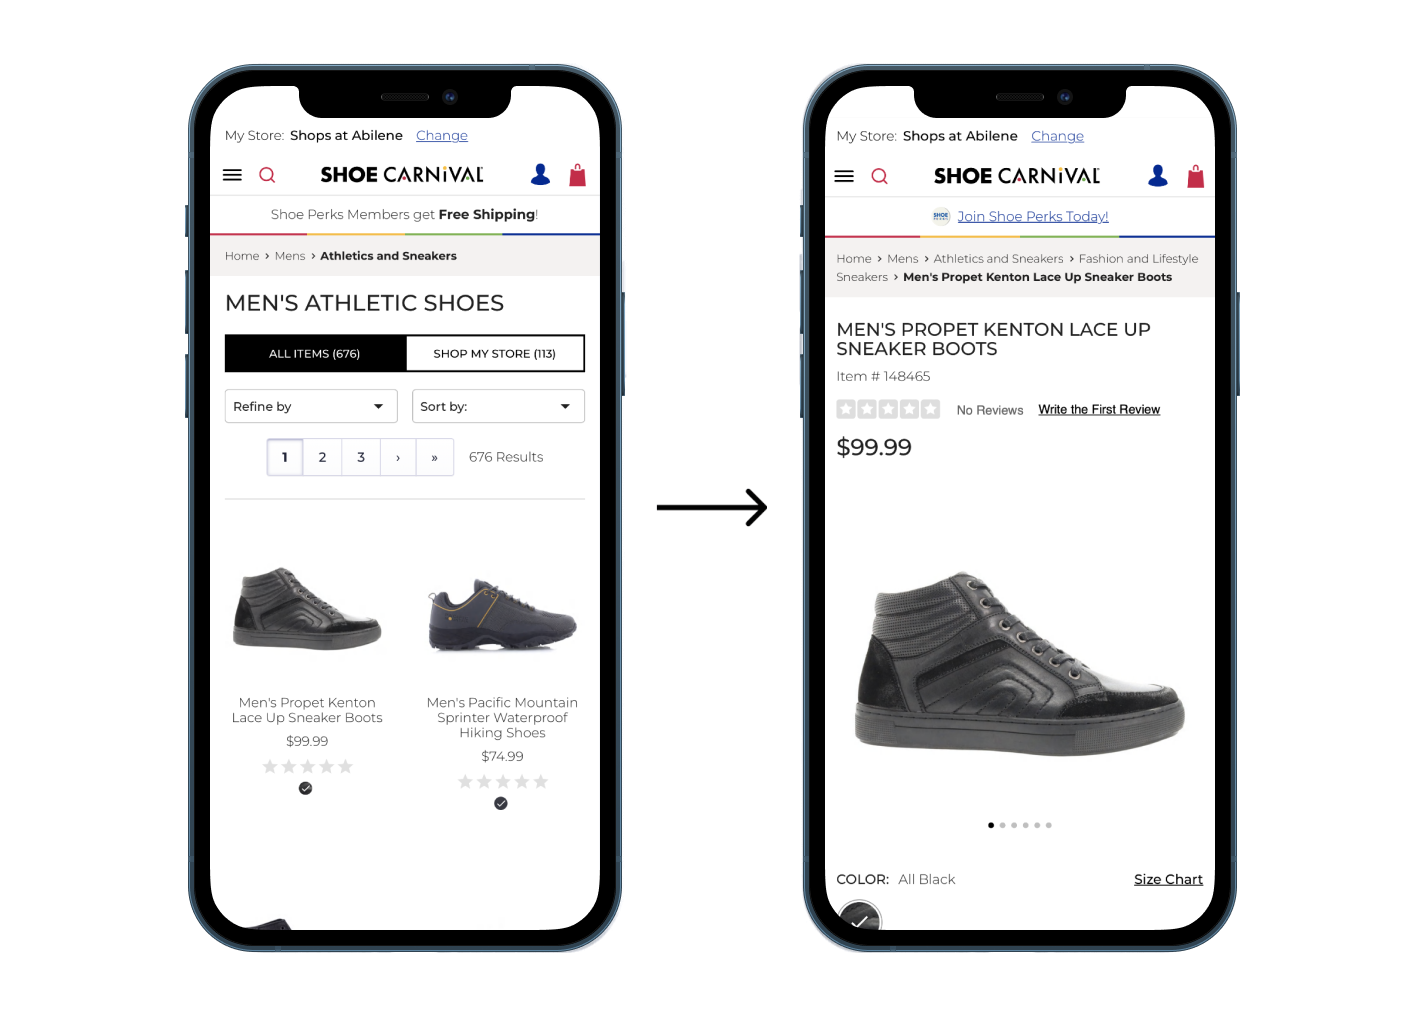 My Store: Shops at Abilene Change
SHOE CARNIVAL
Shoe Perks Members get Free Shipping!
Home › Mens › Athletics and Sneakers
MEN'S ATHLETIC SHOES
ALL ITEMS (676) SHOP MY STORE (113)
Refine by Sort by:
1 2 3 › » 676 Results
Men's Propet Kenton
Lace Up Sneaker Boots
$99.99
Men's Pacific Mountain
Sprinter Waterproof
Hiking Shoes
$74.99
My Store: Shops at Abilene Change
SHOE CARNIVAL
SHOE Join Shoe Perks Today!
Home › Mens › Athletics and Sneakers › Fashion and Lifestyle
Sneakers › Men's Propet Kenton Lace Up Sneaker Boots
MEN'S PROPET KENTON LACE UP
SNEAKER BOOTS
Item # 148465
No Reviews Write the First Review
$99.99
COLOR: All Black Size Chart